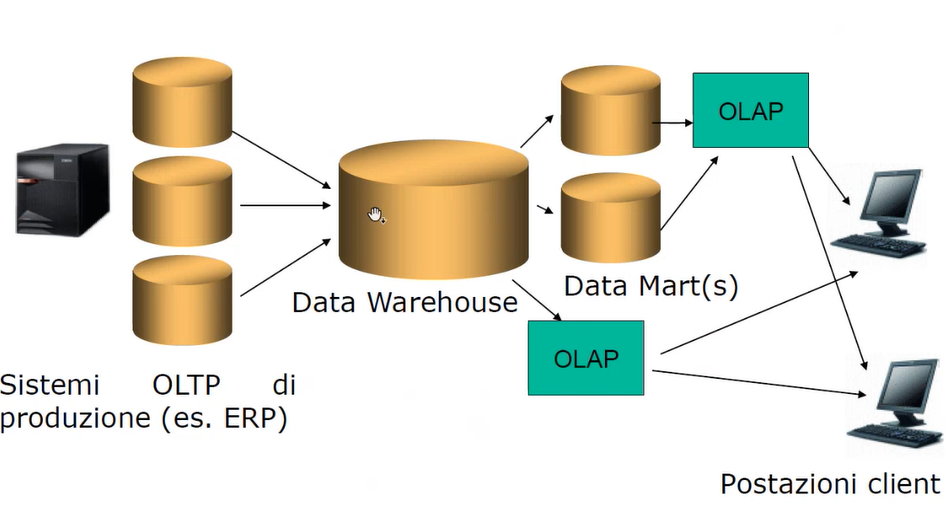 OLAP
Data Mart(s)
Data Warehouse
OLAP
Sistemi OLTP di
produzione (es. ERP)
Postazioni client